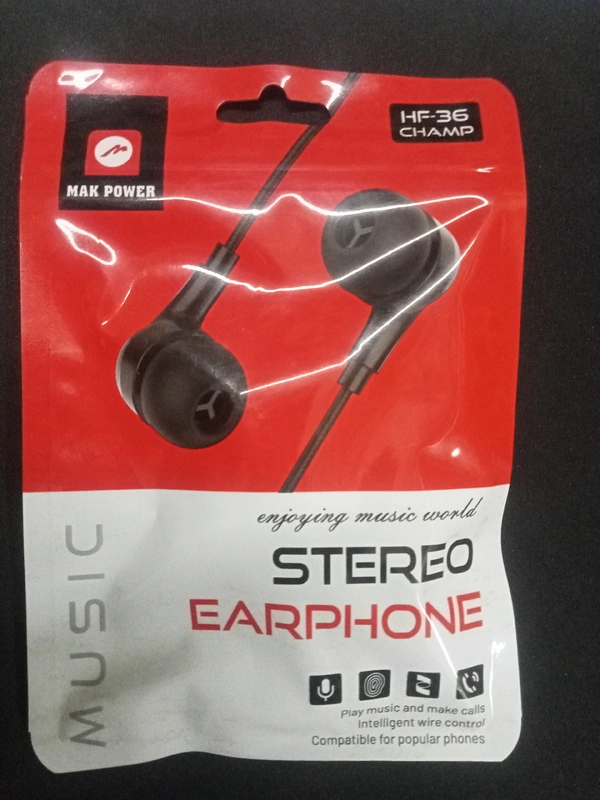 MAK POWER
HF-36
CHAMP
enjoying music world
STEREO
EARPHONE
MUSIC
Play music and make calls
Intelligent wire control
Compatible for popular phones